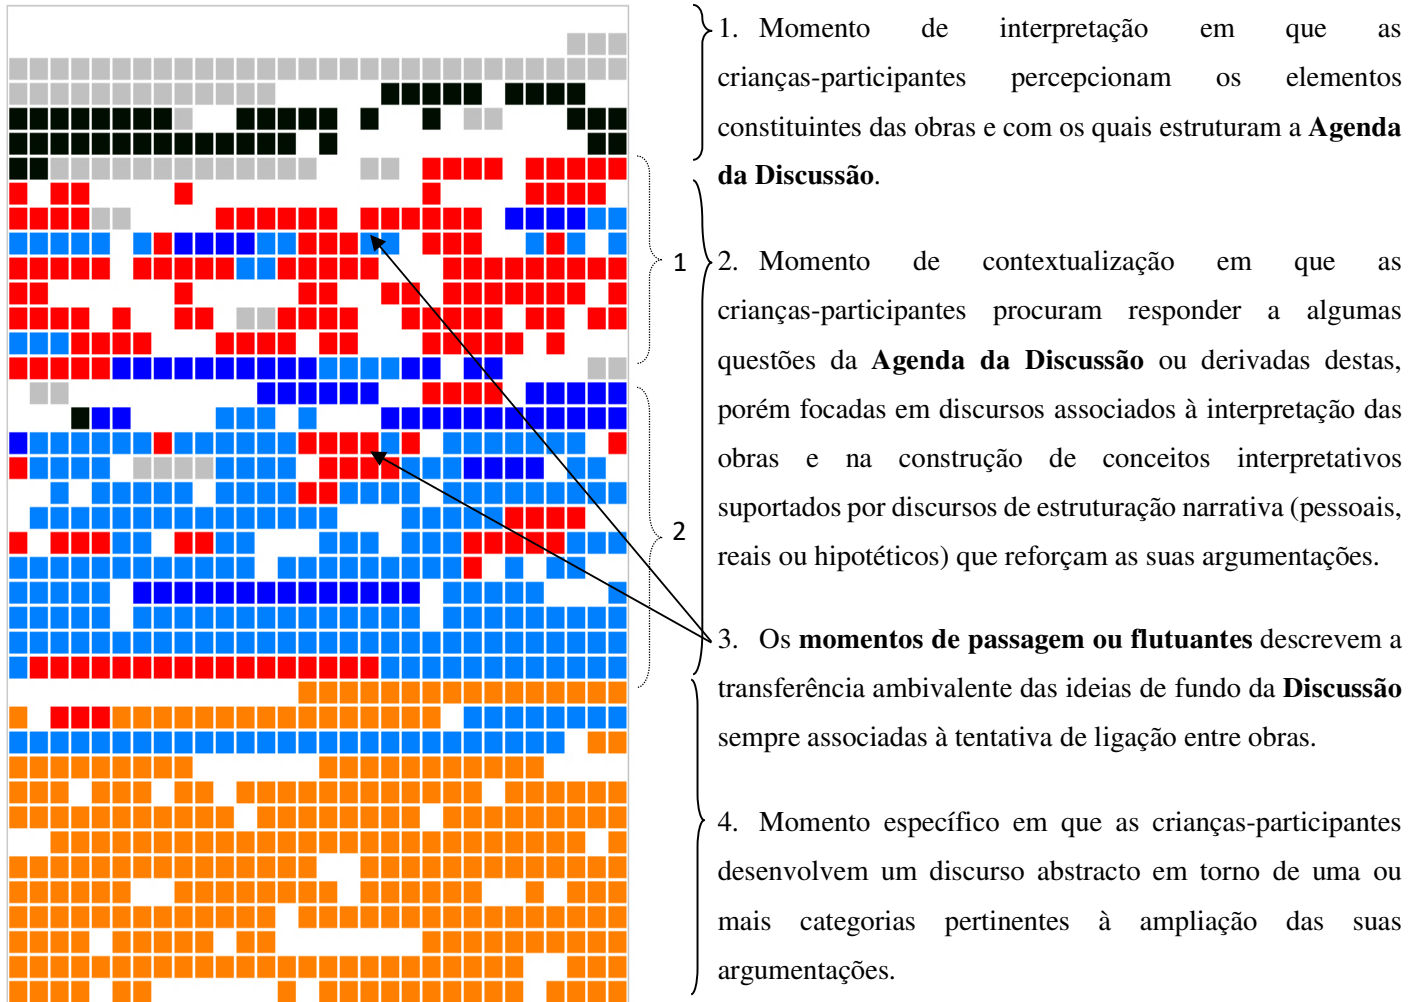 1. Momento de interpretação em que as
crianças-participantes percepcionam os elementos
constituintes das obras e com os quais estruturam a Agenda
da Discussão.
1
2. Momento de contextualização em que as
crianças-participantes procuram responder a algumas
questões da Agenda da Discussão ou derivadas destas,
porém focadas em discursos associados à interpretação das
obras e na construção de conceitos interpretativos
suportados por discursos de estruturação narrativa (pessoais,
2
reais ou hipotéticos) que reforçam as suas argumentações.
3. Os momentos de passagem ou flutuantes descrevem a
transferência ambivalente das ideias de fundo da Discussão
sempre associadas à tentativa de ligação entre obras.
4. Momento específico em que as crianças-participantes
desenvolvem um discurso abstracto em torno de uma ou
mais categorias pertinentes à ampliação das suas
argumentações.